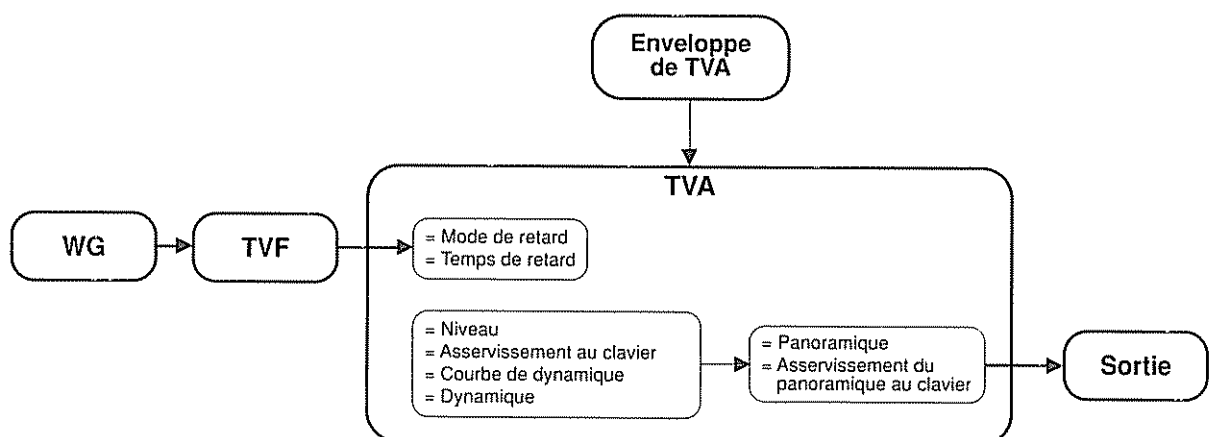 Enveloppe
de TVA
TVA
WG
TVF
= Mode de retard
= Temps de retard
= Niveau
= Asservissement au clavier
= Courbe de dynamique
= Dynamique
= Panoramique
= Asservissement du
panoramique au clavier
Sortie